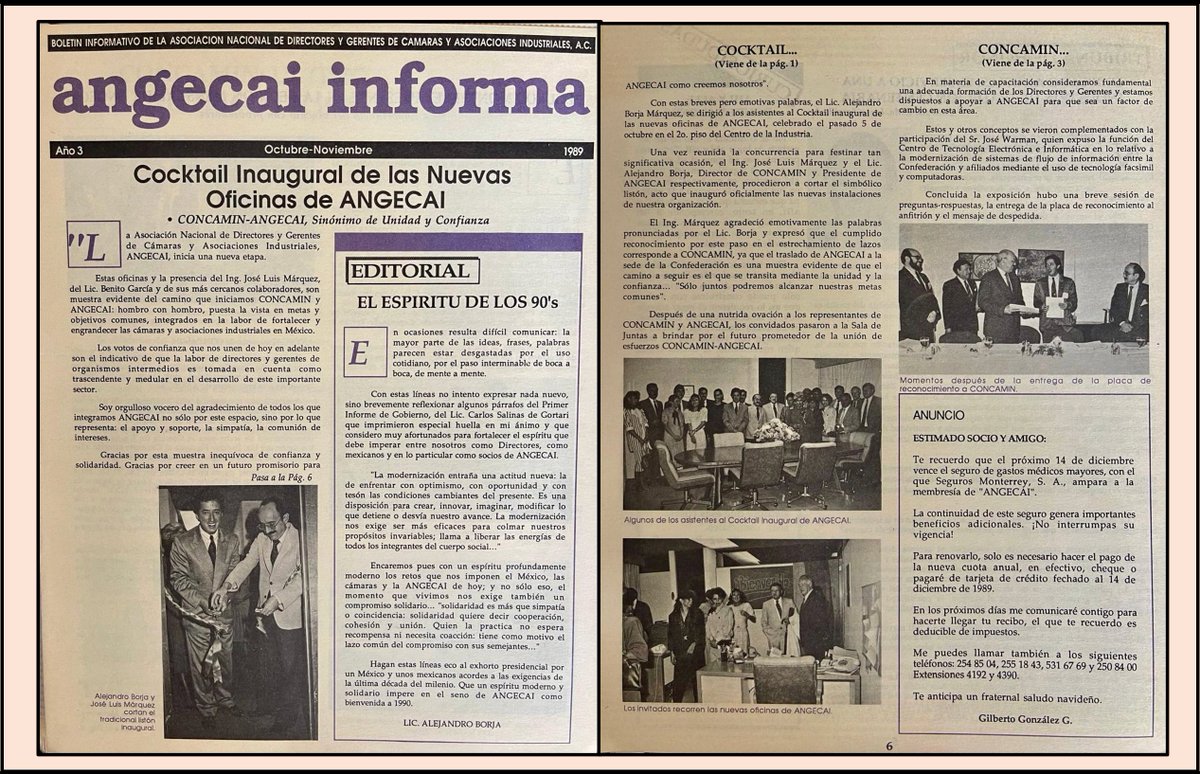 BOLETIN INFORMATIVO DE LA ASOCIACION NACIONAL DE DIRECTORES Y GERENTES DE CAMARAS Y ASOCIACIONES INDUSTRIALES, A.C.
angecai informa
Año 3 Octubre-Noviembre 1989
Cocktail Inaugural de las Nuevas
Oficinas de ANGECAI
• CONCAMIN-ANGECAI, Sinónimo de Unidad y Confianza
"La Asociación Nacional de Directores y Gerentes
de Cámaras y Asociaciones Industriales,
ANGECAI, inicia una nueva etapa.
Estas oficinas y la presencia del Ing. José Luis Márquez,
del Lic. Benito García y de sus más cercanos colaboradores, son
muestra evidente del camino que iniciamos CONCAMIN y
ANGECAI: hombro con hombro, puesta la vista en metas y
objetivos comunes, integrados en la labor de fortalecer y
engrandecer las cámaras y asociaciones industriales en México.
Los votos de confianza que nos unen de hoy en adelante
son el indicativo de que la labor de directores y gerentes de
organismos intermedios es tomada en cuenta como
trascendente y medular en el desarrollo de este importante
sector.
Soy orgulloso vocero del agradecimiento de todos los que
integramos ANGECAI no sólo por este espacio, sino por lo que
representa: el apoyo y soporte, la simpatía, la comunión de
intereses.
Gracias por esta muestra inequívoca de confianza y
solidaridad. Gracias por creer en un futuro promisorio para
Pasa a la Pág. 6
Alejandro Borja y
José Luis Márquez
cortan el
tradicional listón
inaugural.
EDITORIAL
EL ESPIRITU DE LOS 90's
En ocasiones resulta difícil comunicar: la
mayor parte de las ideas, frases, palabras
parecen estar desgastadas por el uso
cotidiano, por el paso interminable de boca a
boca, de mente a mente.
Con estas líneas no intento expresar nada nuevo,
sino brevemente reflexionar algunos párrafos del Primer
Informe de Gobierno, del Lic. Carlos Salinas de Gortari
que imprimieron especial huella en mi ánimo y que
considero muy afortunados para fortalecer el espíritu que
debe imperar entre nosotros como Directores, como
mexicanos y en lo particular como socios de ANGECAI.
"La modernización entraña una actitud nueva: la
de enfrentar con optimismo, con oportunidad y con
tesón las condiciones cambiantes del presente. Es una
disposición para crear, innovar, imaginar, modificar lo
que detiene o desvía nuestro avance. La modernización
nos exige ser más eficaces para colmar nuestros
propósitos invariables; llama a liberar las energías de
todos los integrantes del cuerpo social..."
Encaremos pues con un espíritu profundamente
moderno los retos que nos imponen el México, las
cámaras y la ANGECAI de hoy; y no sólo eso, el
momento que vivimos nos exige también un
compromiso solidario... "solidaridad es más que simpatía
o coincidencia: solidaridad quiere decir cooperación,
cohesión y unión. Quien la practica no espera
recompensa ni necesita coacción: tiene como motivo el
lazo común del compromiso con sus semejantes..."
Hagan estas líneas eco al exhorto presidencial por
un México y unos mexicanos acordes a las exigencias de
la última década del milenio. Que un espíritu moderno y
solidario impere en el seno de ANGECAI como
bienvenida a 1990.
LIC. ALEJANDRO BORJA
COCKTAIL...
(Viene de la pág. 1)
ANGECAI como creemos nosotros".
Con estas breves pero emotivas palabras, el Lic. Alejandro
Borja Márquez, se dirigió a los asistentes al Cocktail inaugural de
las nuevas oficinas de ANGECAI, celebrado el pasado 5 de
octubre en el 2o. piso del Centro de la Industria.
Una vez reunida la concurrencia para festinar tan
significativa ocasión, el Ing. José Luis Márquez y el Lic.
Alejandro Borja, Director de CONCAMIN y Presidente de
ANGECAI respectivamente, procedieron a cortar el simbólico
listón, acto que inauguró oficialmente las nuevas instalaciones
de nuestra organización.
El Ing. Márquez agradeció emotivamente las palabras
pronunciadas por el Lic. Borja y expresó que el cumplido
reconocimiento por este paso en el estrechamiento de lazos
corresponde a CONCAMIN, ya que el traslado de ANGECAI a la
sede de la Confederación es una muestra evidente de que el
camino a seguir es el que se transita mediante la unidad y la
confianza... "Sólo juntos podremos alcanzar nuestras metas
comunes".
Después de una nutrida ovación a los representantes de
CONCAMIN y ANGECAI, los convidados pasaron a la Sala de
Juntas a brindar por el futuro prometedor de la unión de
esfuerzos CONCAMIN-ANGECAI.
Algunos de los asistentes al Cocktail Inaugural de ANGECAI.
Los invitados recorren las nuevas oficinas de ANGECAI.
CONCAMIN...
(Viene de la pág. 3)
En materia de capacitación consideramos fundamental
una adecuada formación de los Directores y Gerentes y estamos
dispuestos a apoyar a ANGECAI para que sea un factor de
cambio en esta área.
Estos y otros conceptos se vieron complementados con la
participación del Sr. José Warman, quien expuso la función del
Centro de Tecnología Electrónica e Informática en lo relativo a
la modernización de sistemas de flujo de información entre la
Confederación y afiliados mediante el uso de tecnología facsimil
y computadoras.
Concluida la exposición hubo una breve sesión de
preguntas-respuestas, la entrega de la placa de reconocimiento al
anfitrión y el mensaje de despedida.
Momentos después de la entrega de la placa de
reconocimiento a CONCAMIN.
ANUNCIO
ESTIMADO SOCIO Y AMIGO:
Te recuerdo que el próximo 14 de diciembre
vence el seguro de gastos médicos mayores, con el
que Seguros Monterrey, S. A., ampara a la
membresía de "ANGECAI".
La continuidad de este seguro genera importantes
beneficios adicionales. ¡No interrumpas su
vigencia!
Para renovarlo, solo es necesario hacer el pago de
la nueva cuota anual, en efectivo, cheque o
pagaré de tarjeta de crédito fechado al 14 de
diciembre de 1989.
En los próximos días me comunicaré contigo para
hacerte llegar tu recibo, el que te recuerdo es
deducible de impuestos.
Me puedes llamar también a los siguientes
teléfonos: 254 85 04, 255 18 43, 531 67 69 y 250 84 00
Extensiones 4192 y 4390.
Te anticipa un fraternal saludo navideño.
Gilberto González G.
6